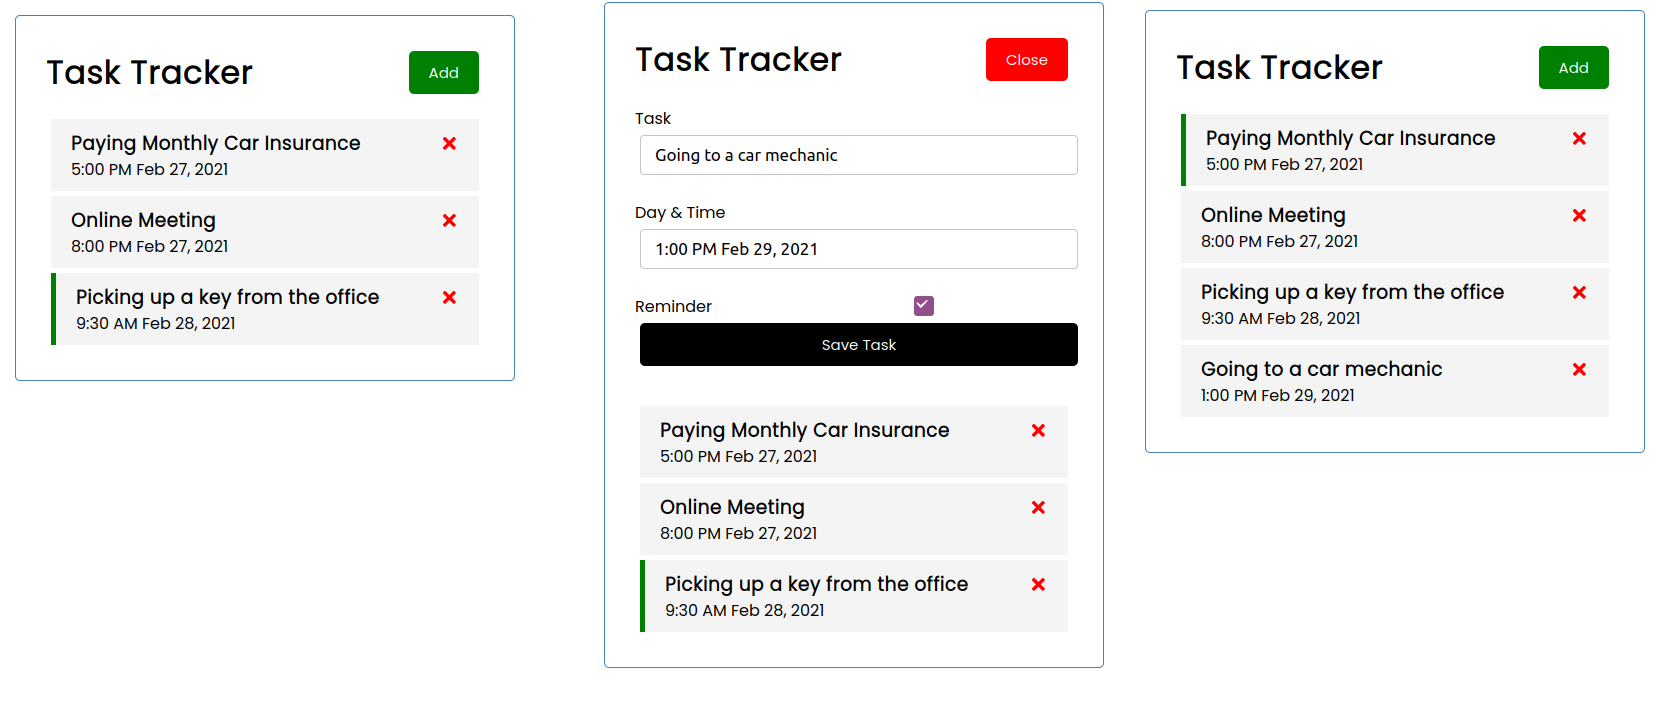 Task Tracker
Add
Paying Monthly Car Insurance
5:00 PM Feb 27, 2021
Online Meeting
8:00 PM Feb 27, 2021
Picking up a key from the office
9:30 AM Feb 28, 2021
Task Tracker
Close
Task
Going to a car mechanic
Day & Time
1:00 PM Feb 29, 2021
Reminder
Save Task
Paying Monthly Car Insurance
5:00 PM Feb 27, 2021
Online Meeting
8:00 PM Feb 27, 2021
Picking up a key from the office
9:30 AM Feb 28, 2021
Task Tracker
Add
Paying Monthly Car Insurance
5:00 PM Feb 27, 2021
Online Meeting
8:00 PM Feb 27, 2021
Picking up a key from the office
9:30 AM Feb 28, 2021
Going to a car mechanic
1:00 PM Feb 29, 2021